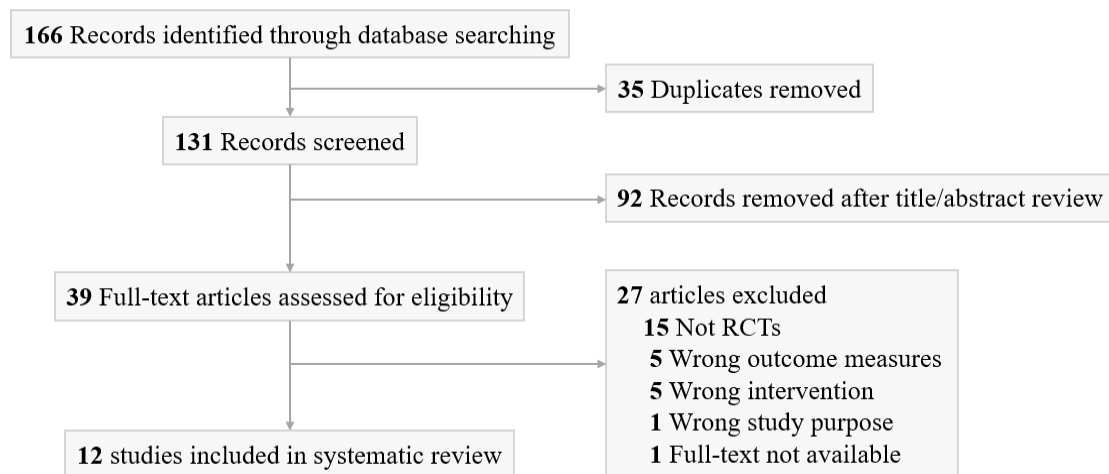 166 Records identified through database searching
35 Duplicates removed
131 Records screened
92 Records removed after title/abstract review
39 Full-text articles assessed for eligibility
27 articles excluded
15 Not RCTs
5 Wrong outcome measures
5 Wrong intervention
1 Wrong study purpose
1 Full-text not available
12 studies included in systematic review